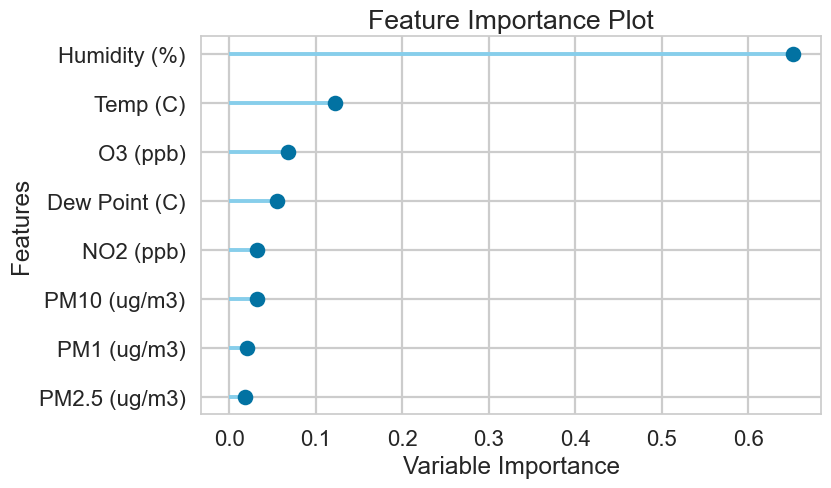 Feature Importance Plot
Humidity (%)
Temp (C)
O3 (ppb)
Dew Point (C)
NO2 (ppb)
PM10 (ug/m3)
PM1 (ug/m3)
PM2.5 (ug/m3)
Features
0.0 0.1 0.2 0.3 0.4 0.5 0.6
Variable Importance